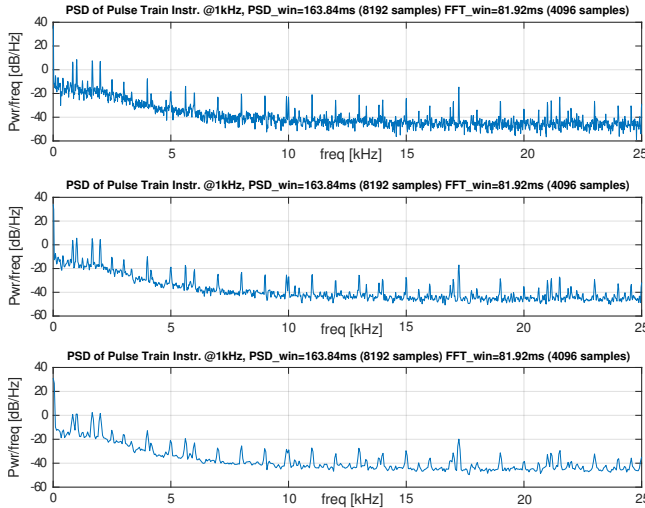 PSD of Pulse Train Instr. @1kHz, PSD_win=163.84ms (8192 samples) FFT_win=81.92ms (4096 samples)
40
20
0
-20
-40
-60
Pwr/freq [dB/Hz]
0 5 10 15 20 25
freq [kHz]
PSD of Pulse Train Instr. @1kHz, PSD_win=163.84ms (8192 samples) FFT_win=81.92ms (4096 samples)
40
20
0
-20
-40
-60
Pwr/freq [dB/Hz]
0 5 10 15 20 25
freq [kHz]
PSD of Pulse Train Instr. @1kHz, PSD_win=163.84ms (8192 samples) FFT_win=81.92ms (4096 samples)
40
20
0
-20
-40
-60
Pwr/freq [dB/Hz]
0 5 10 15 20 25
freq [kHz]